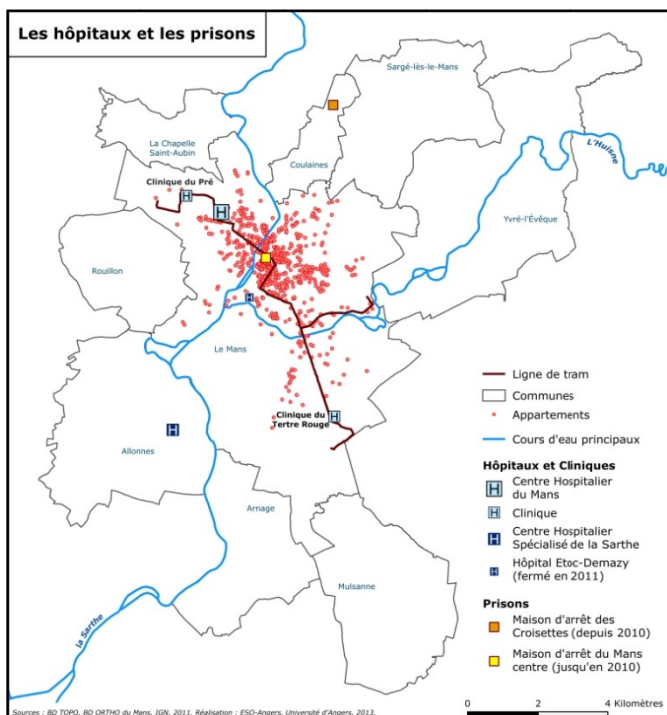 Les hôpitaux et les prisons
Sargé-lès-le-Mans
La Chapelle
Saint-Aubin
Coulaines
L'Huisne
Clinique du Pré
Yvré-l'Évêque
Rouillon
Le Mans
Clinique du
Tertre Rouge
Allonnes
Arnage
Mulsanne
la Sarthe
Ligne de tram
Communes
Appartements
Cours d'eau principaux
Hôpitaux et Cliniques
H Centre Hospitalier
du Mans
H Clinique
H Centre Hospitalier
Spécialisé de la Sarthe
H Hôpital Etoc-Demazy
(fermé en 2011)
Prisons
Maison d'arrêt des
Croisettes (depuis 2010)
Maison d'arrêt du Mans
centre (jusqu'en 2010)
0 2 4 Kilomètres
Sources : BD TOPO, BD ORTHO du Mans, IGN, 2011. Réalisation : ESO-Angers, Université d'Angers, 2013.